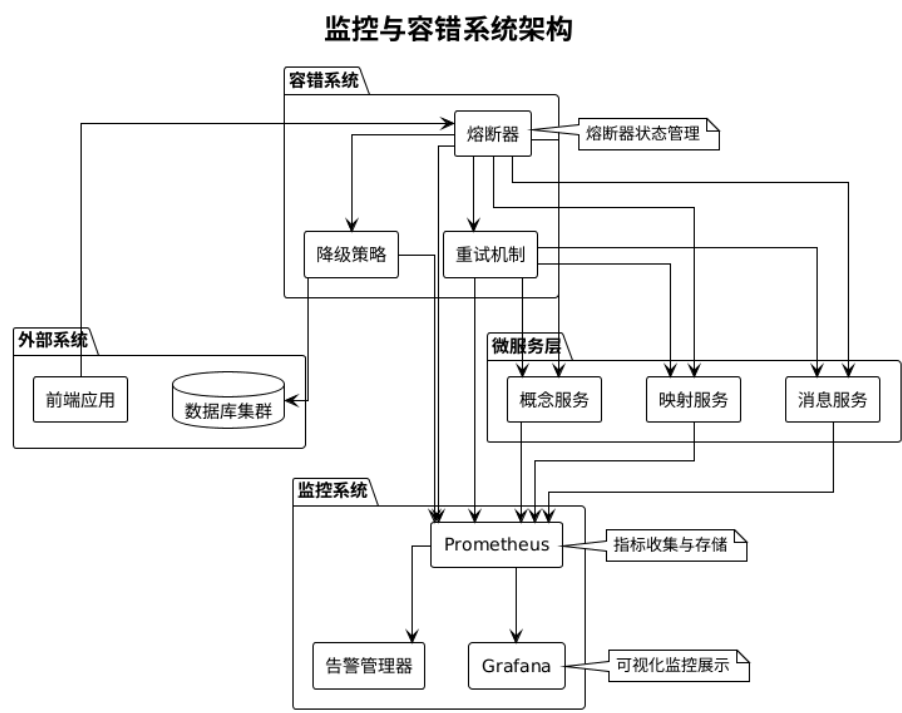 监控与容错系统架构
容错系统
熔断器
熔断器状态管理
降级策略
重试机制
外部系统
前端应用
数据库集群
微服务层
概念服务
映射服务
消息服务
监控系统
Prometheus
指标收集与存储
告警管理器
Grafana
可视化监控展示